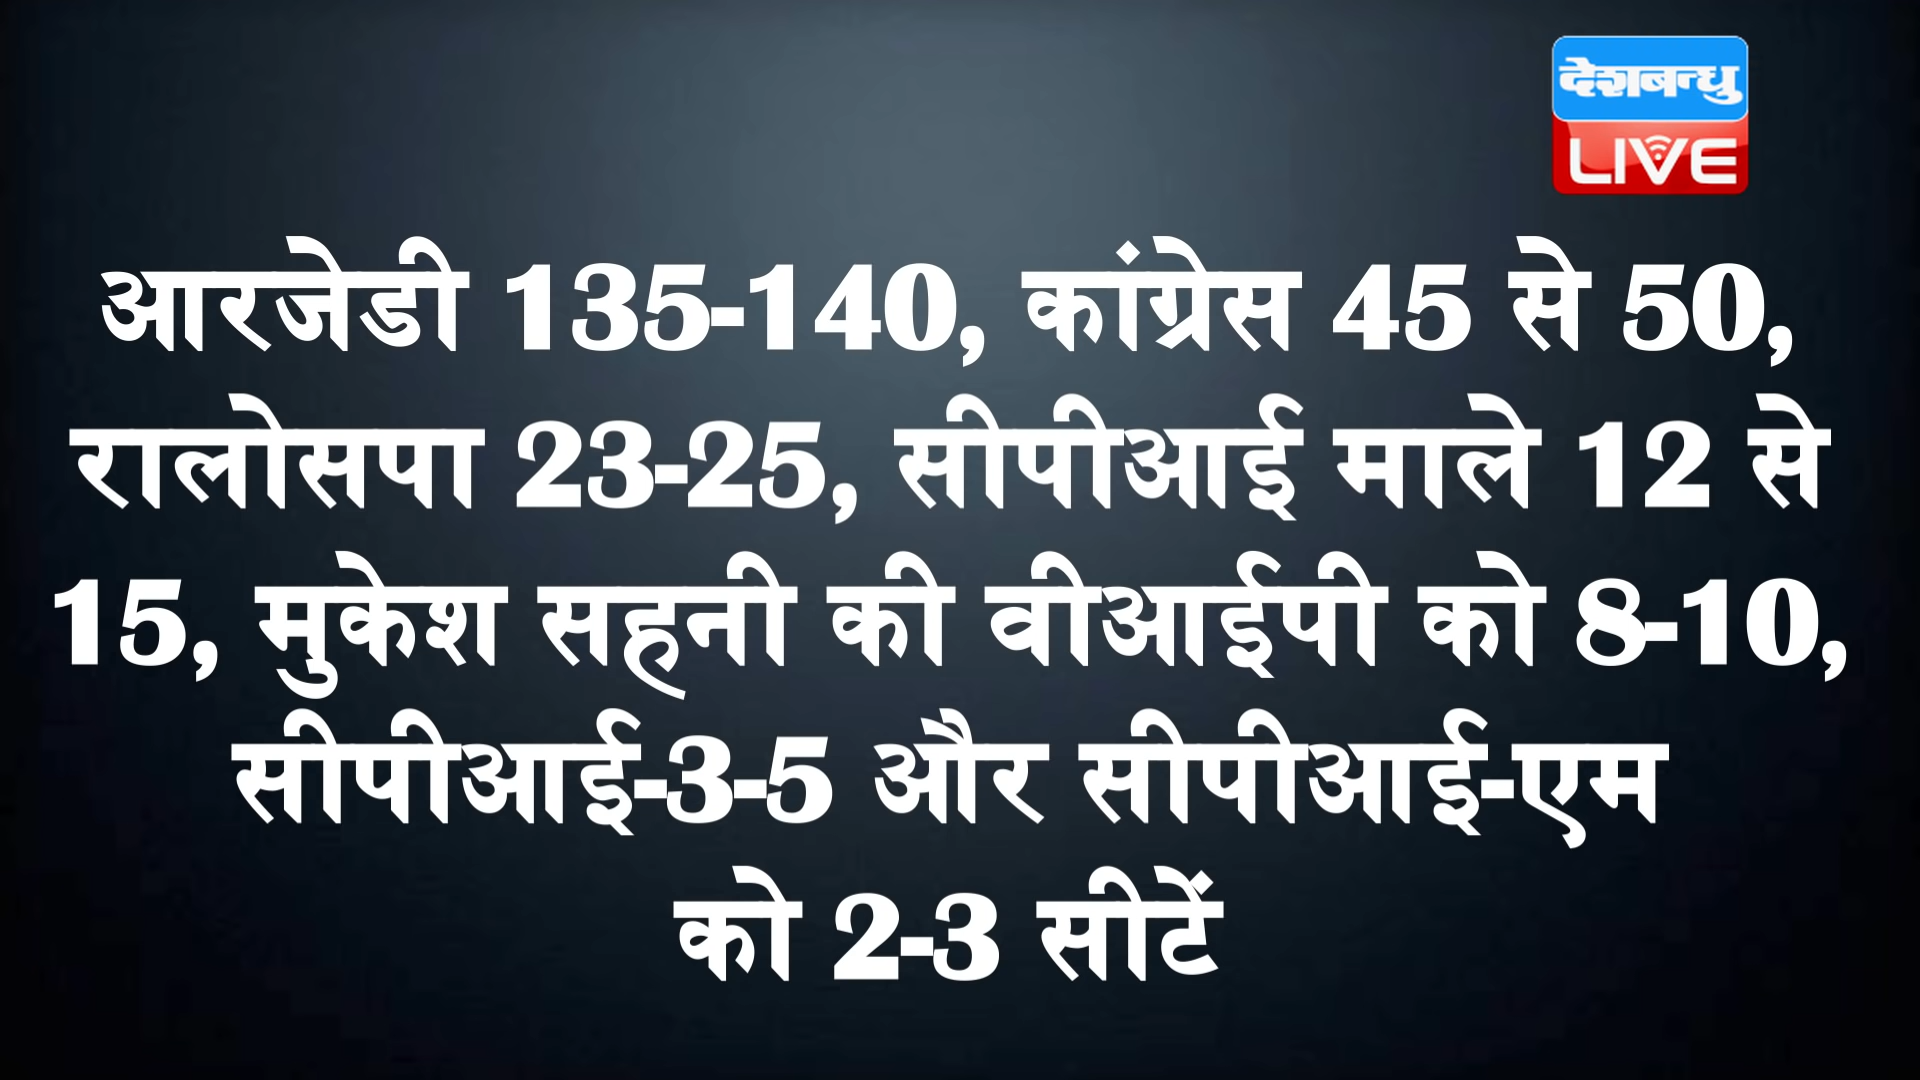 देशबन्धु
LIVE
आरजेडी 135-140, कांग्रेस 45 से 50,
रालोसपा 23-25, सीपीआई माले 12 से
15, मुकेश सहनी की वीआईपी को 8-10,
सीपीआई-3-5 और सीपीआई-एम
को 2-3 सीटें